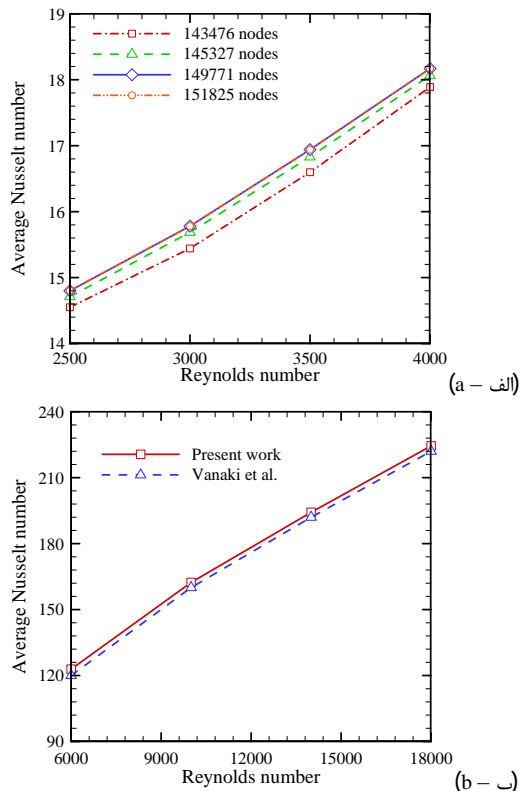 19
18
17
16
15
14
Average Nusselt number
143476 nodes
145327 nodes
149771 nodes
151825 nodes
2500 3000 3500 4000
Reynolds number
(a – الف)
240
210
180
150
120
90
Average Nusselt number
Present work
Vanaki et al.
6000 10000 12000 15000 18000
Reynolds number
(b – ب)